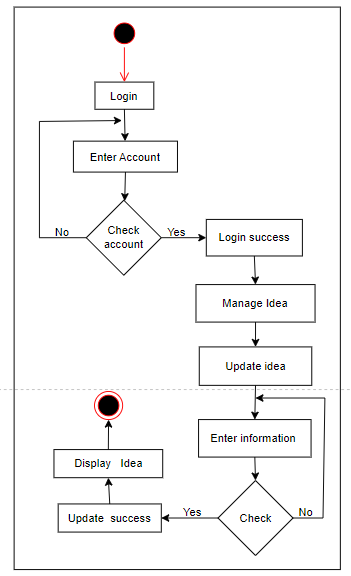 Login
Enter Account
Check
account
No
Yes
Login success
Manage Idea
Update idea
Enter information
Check
No
Yes
Update success
Display Idea